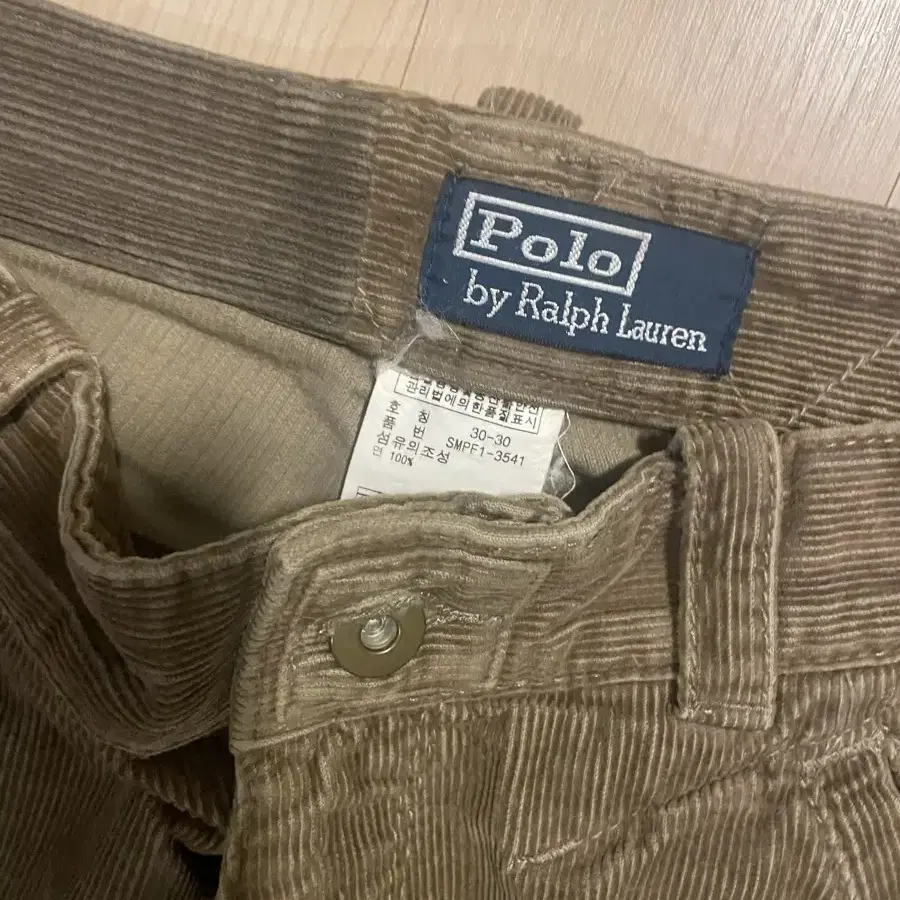 Polo
by Ralph Lauren
관리법에의한품질표시
호 칭 30-30
품 번 SMPF1-3541
섬유의조성
면 100%